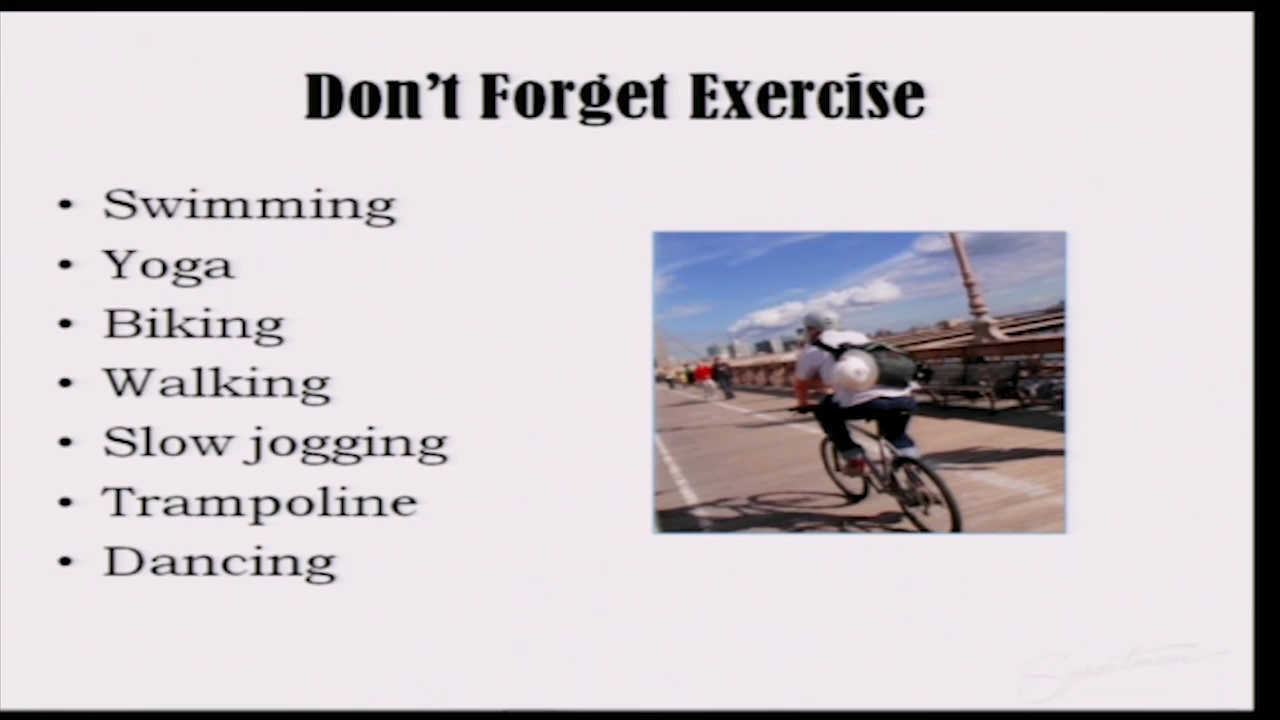 Don't Forget Exercise
• Swimming
• Yoga
• Biking
• Walking
• Slow jogging
• Trampoline
• Dancing